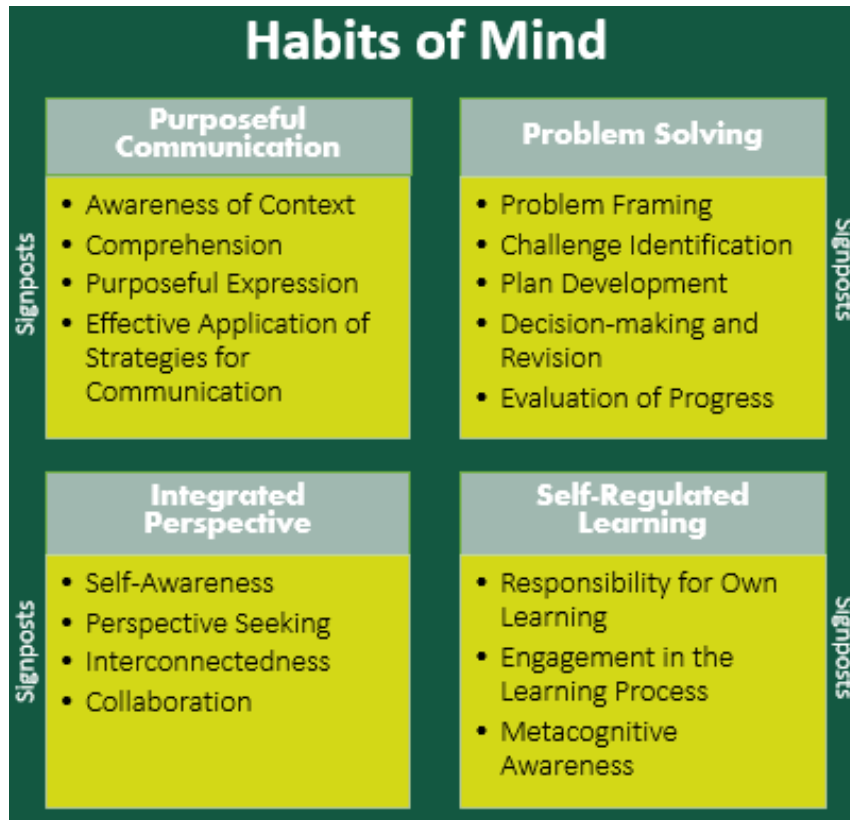 Habits of Mind
Purposeful
Communication
Signposts
• Awareness of Context
• Comprehension
• Purposeful Expression
• Effective Application of
Strategies for
Communication
Problem Solving
• Problem Framing
• Challenge Identification
• Plan Development
• Decision-making and
Revision
• Evaluation of Progress
Signposts
Integrated
Perspective
Signposts
• Self-Awareness
• Perspective Seeking
• Interconnectedness
• Collaboration
Self-Regulated
Learning
• Responsibility for Own
Learning
• Engagement in the
Learning Process
• Metacognitive
Awareness
Signposts